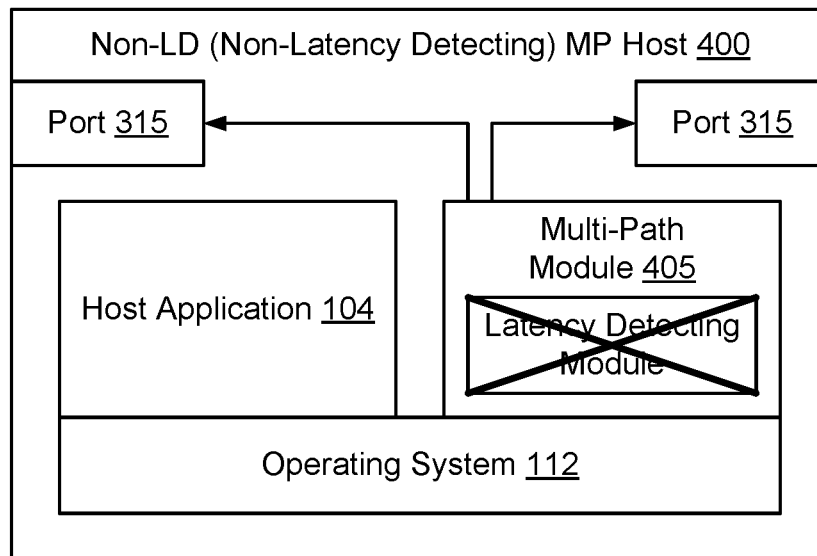 Non-LD (Non-Latency Detecting) MP Host 400
Port 315
Port 315
Host Application 104
Multi-Path
Module 405
Latency Detecting
Module
Operating System 112